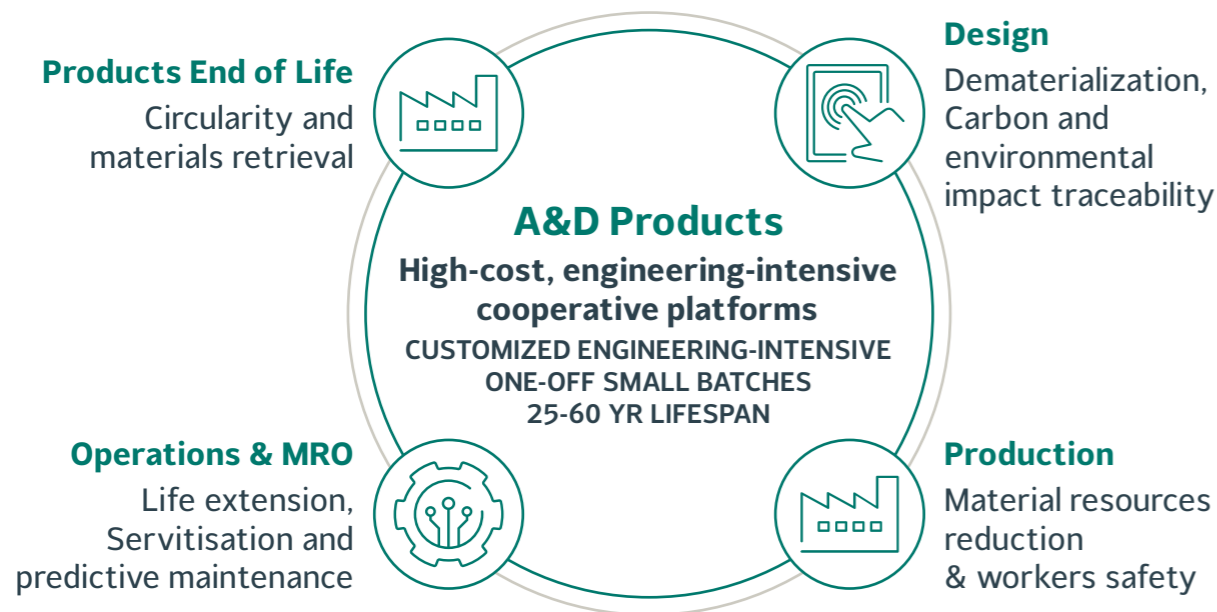 Products End of Life
Circularity and
materials retrieval
Design
Dematerialization,
Carbon and
environmental
impact traceability
A&D Products
High-cost, engineering-intensive
cooperative platforms
CUSTOMIZED ENGINEERING-INTENSIVE
ONE-OFF SMALL BATCHES
25-60 YR LIFESPAN
Operations & MRO
Life extension,
Servitisation and
predictive maintenance
Production
Material resources
reduction
& workers safety